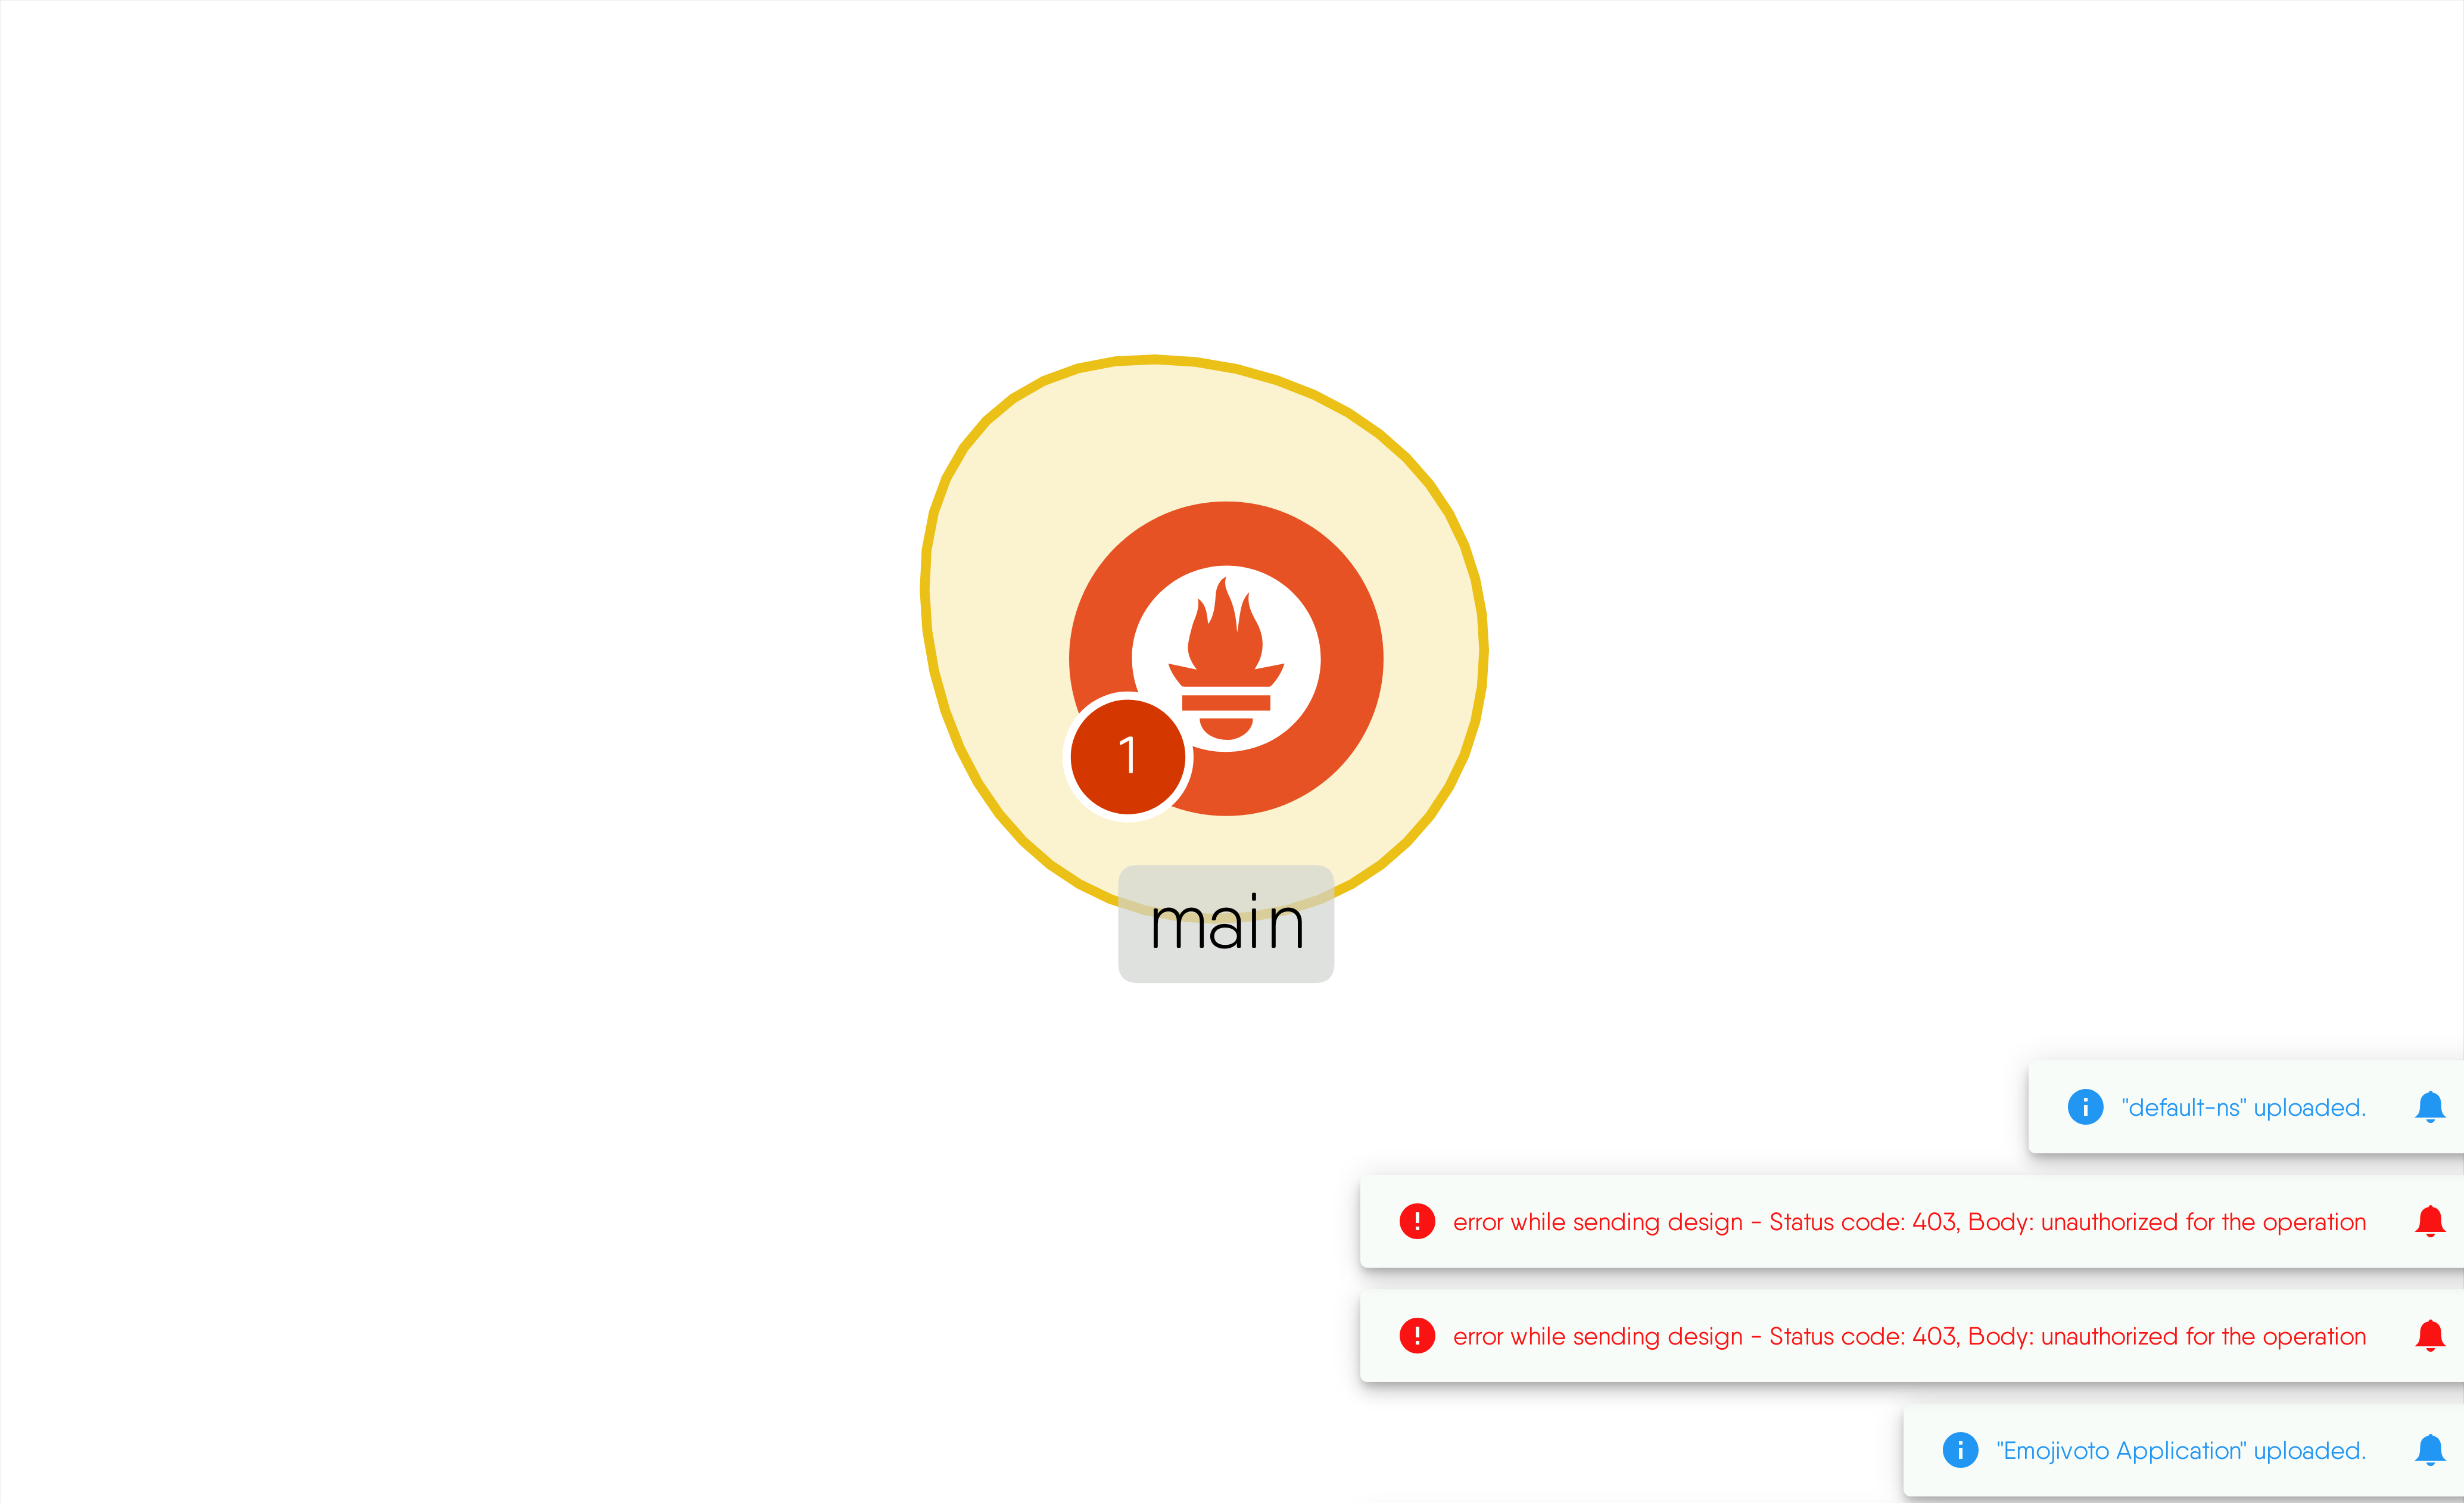 1
main
"default-ns" uploaded.
error while sending design - Status code: 403, Body: unauthorized for the operation
error while sending design - Status code: 403, Body: unauthorized for the operation
"Emojivoto Application" uploaded.